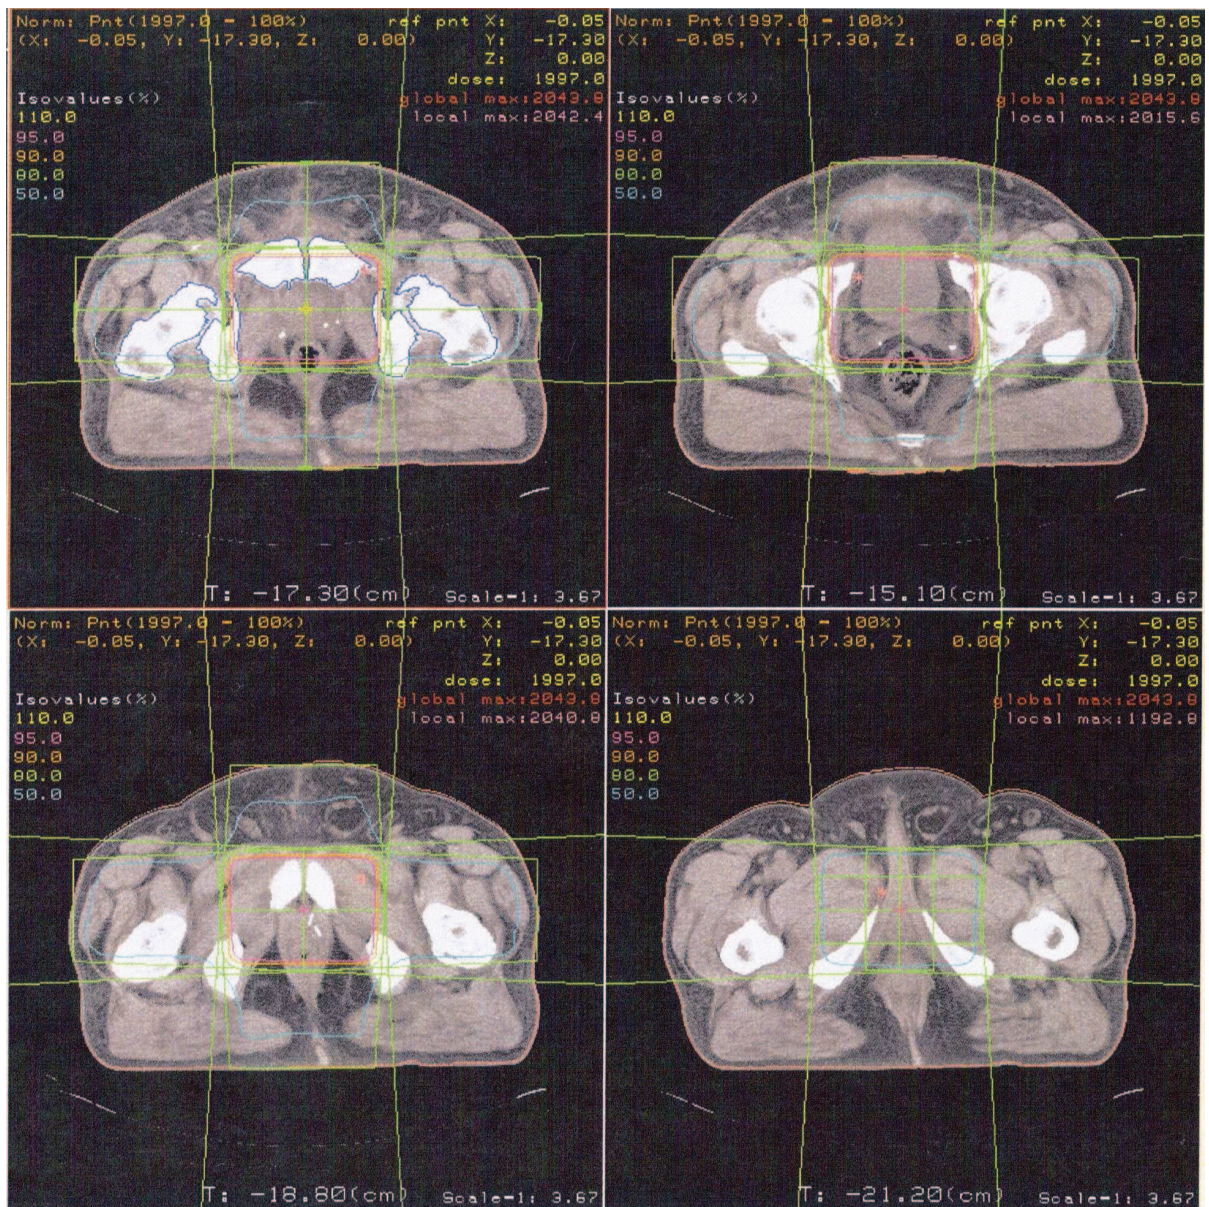 Norm: Pnt(1997.0 - 100%) ref pnt X: -0.05
(X: -0.05, Y: -17.30, Z: 0.00) Y: -17.30
Z: 0.00
dose: 1997.0
Isovalues(%) global max:2043.8
110.0 local max:2042.4
95.0
90.0
80.0
50.0
T: -17.30(cm) Scale-1: 3.67
Norm: Pnt(1997.0 - 100%) ref pnt X: -0.05
(X: -0.05, Y: -17.30, Z: 0.00) Y: -17.30
Z: 0.00
dose: 1997.0
Isovalues(%) global max:2043.8
110.0 local max:2015.6
95.0
90.0
80.0
50.0
T: -15.10(cm) Scale-1: 3.67
Norm: Pnt(1997.0 - 100%) ref pnt X: -0.05
(X: -0.05, Y: -17.30, Z: 0.00) Y: -17.30
Z: 0.00
dose: 1997.0
Isovalues(%) global max:2043.8
110.0 local max:2040.8
95.0
90.0
80.0
50.0
T: -18.80(cm) Scale-1: 3.67
Norm: Pnt(1997.0 - 100%) ref pnt X: -0.05
(X: -0.05, Y: -17.30, Z: 0.00) Y: -17.30
Z: 0.00
dose: 1997.0
Isovalues(%) global max:2043.8
110.0 local max:1192.8
95.0
90.0
80.0
50.0
T: -21.20(cm) Scale-1: 3.67